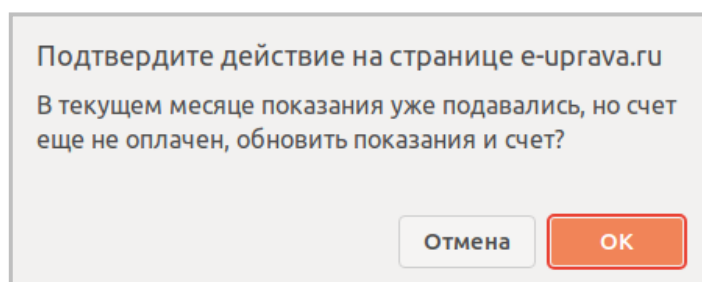 Подтвердите действие на странице e-uprava.ru
В текущем месяце показания уже подавались, но счет
еще не оплачен, обновить показания и счет?
Отмена
ОК